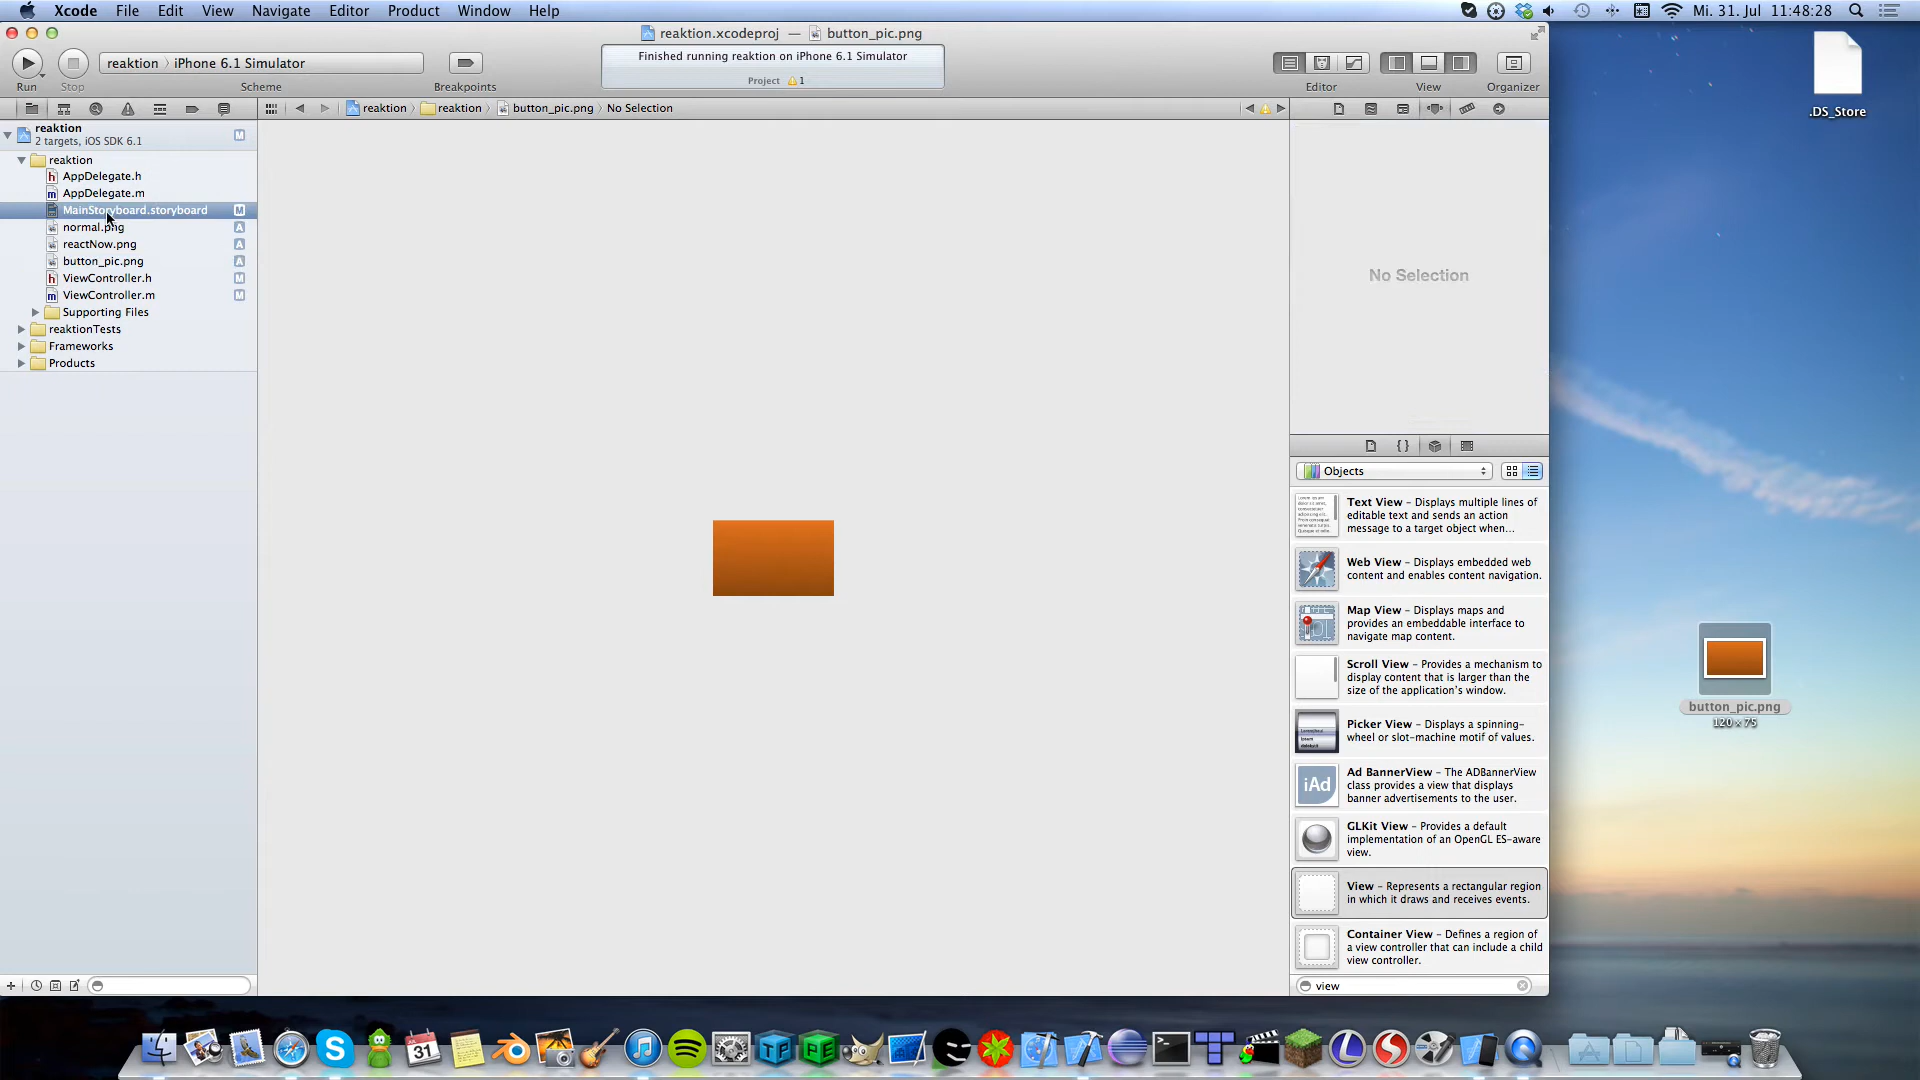 Xcode File Edit View Navigate Editor Product Window Help
Mi. 31. Jul 11:48:28
reaktion.xcodeproj — button_pic.png
reaktion > iPhone 6.1 Simulator
Finished running reaktion on iPhone 6.1 Simulator
Project 1
Run Stop Scheme Breakpoints Editor View Organizer
reaktion > reaktion > button_pic.png > No Selection
reaktion
2 targets, iOS SDK 6.1
M
reaktion
AppDelegate.h
AppDelegate.m
MainStoryboard.storyboard M
normal.png A
reactNow.png A
button_pic.png A
ViewController.h M
ViewController.m M
Supporting Files
reaktionTests
Frameworks
Products
No Selection
Objects
Text View – Displays multiple lines of
editable text and sends an action
message to a target object when...
Web View – Displays embedded web
content and enables content navigation.
Map View – Displays maps and
provides an embeddable interface to
navigate map content.
Scroll View – Provides a mechanism to
display content that is larger than the
size of the application's window.
Picker View – Displays a spinning-
wheel or slot-machine motif of values.
iAd
Ad BannerView – The ADBannerView
class provides a view that displays
banner advertisements to the user.
GLKit View – Provides a default
implementation of an OpenGL ES-aware
view.
View – Represents a rectangular region
in which it draws and receives events.
Container View – Defines a region of
a view controller that can include a child
view controller.
view
.DS_Store
button_pic.png
120 × 75
31
TP
PE